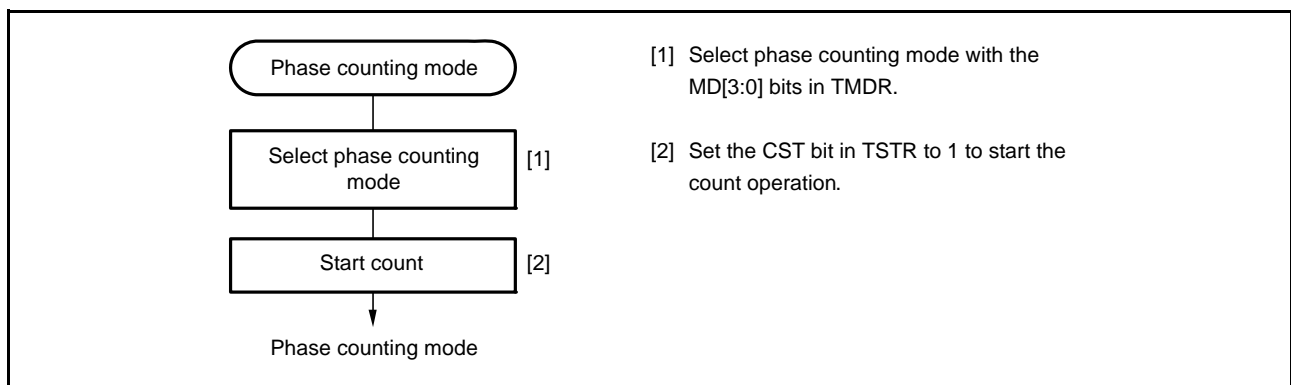 Phase counting mode
Select phase counting
mode
[1]
Start count
[2]
Phase counting mode
[1] Select phase counting mode with the
MD[3:0] bits in TMDR.
[2] Set the CST bit in TSTR to 1 to start the
count operation.